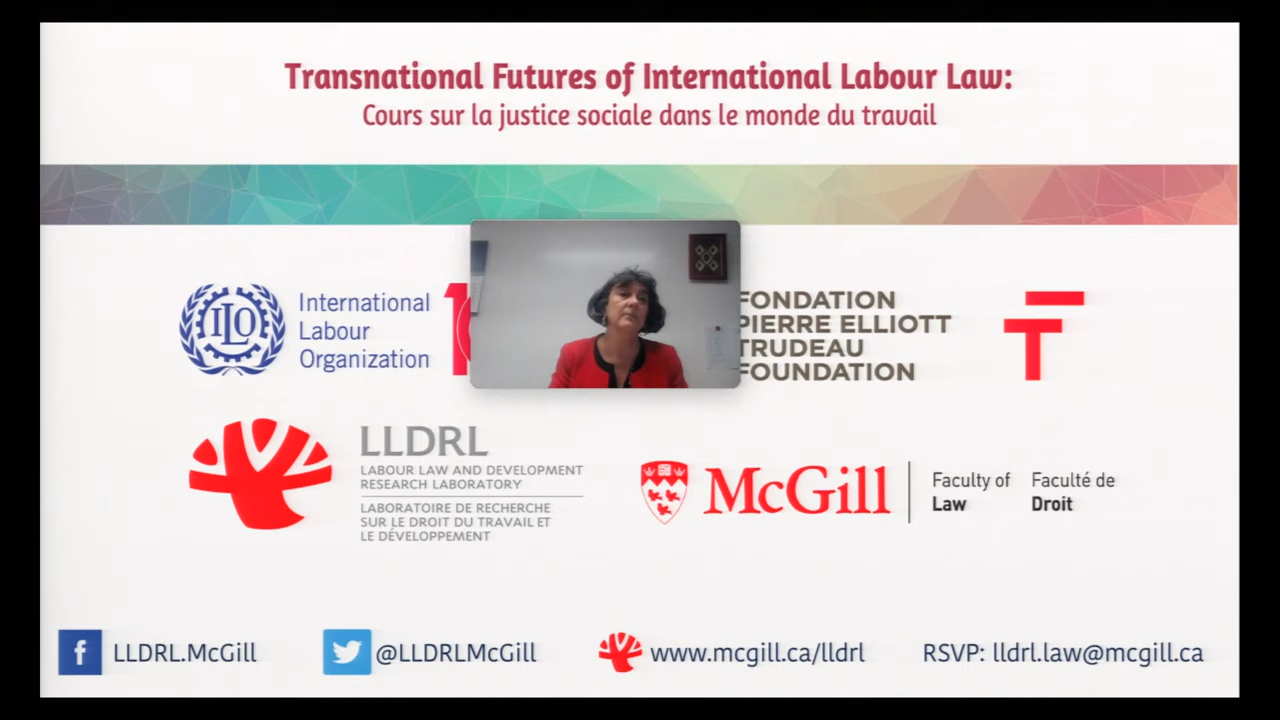 Transnational Futures of International Labour Law:
Cours sur la justice sociale dans le monde du travail
ILO
International
Labour
Organization
1
FONDATION
PIERRE ELLIOTT
TRUDEAU
FOUNDATION
LLDRL
LABOUR LAW AND DEVELOPMENT
RESEARCH LABORATORY
LABORATOIRE DE RECHERCHE
SUR LE DROIT DU TRAVAIL ET
LE DÉVELOPPEMENT
McGill
Faculty of
Law
Faculté de
Droit
f LLDRL.McGill
@LLDRLMcGill
www.mcgill.ca/lldrl
RSVP: lldrl.law@mcgill.ca